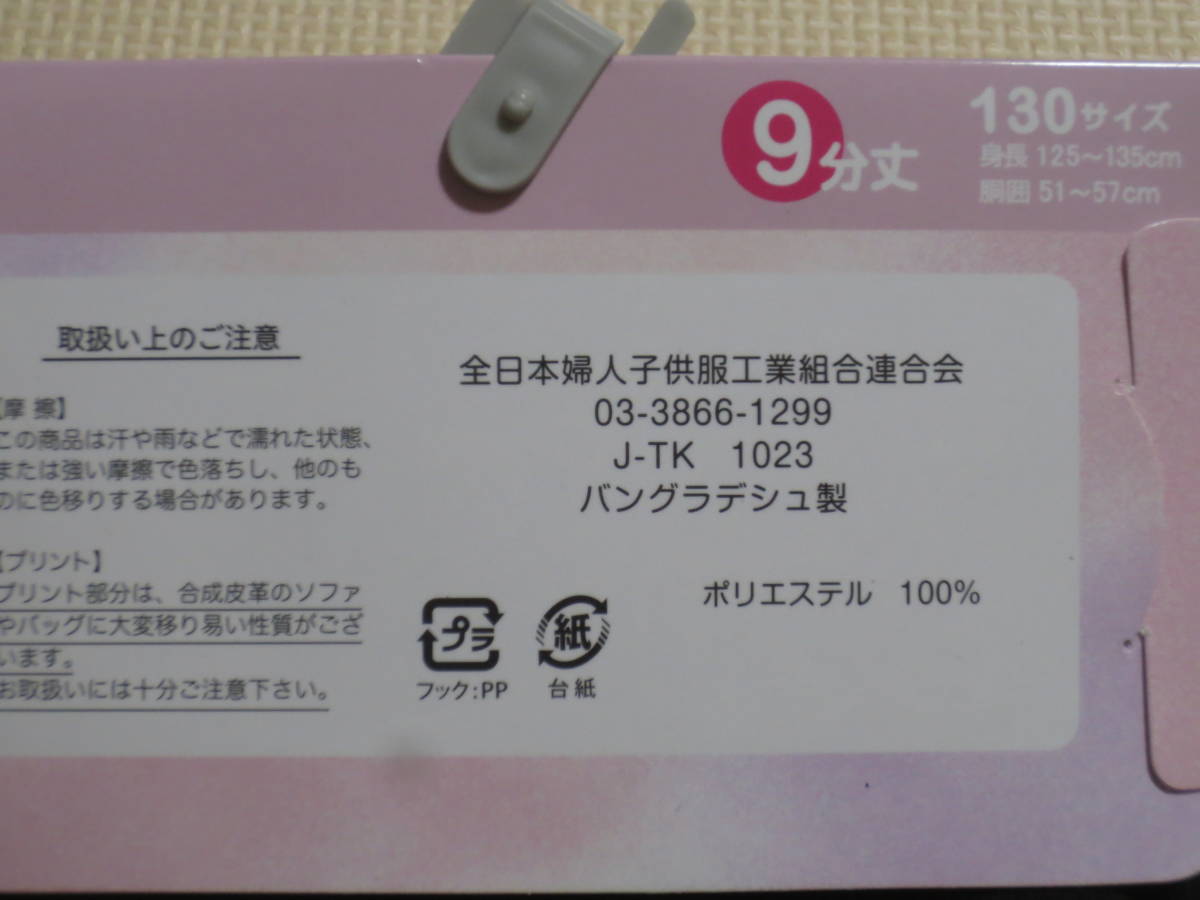 9分丈
130サイズ
身長 125～135cm
胴囲 51～57cm
取扱い上のご注意
【摩 擦】
この商品は汗や雨などで濡れた状態、
または強い摩擦で色落ちし、他のも
のに色移りする場合があります。
【プリント】
プリント部分は、合成皮革のソファ
やバッグに大変移り易い性質がござ
います。
お取扱いには十分ご注意下さい。
全日本婦人子供服工業組合連合会
03-3866-1299
J-TK 1023
バングラデシュ製
プラ
フック:PP
紙
台紙
ポリエステル 100%